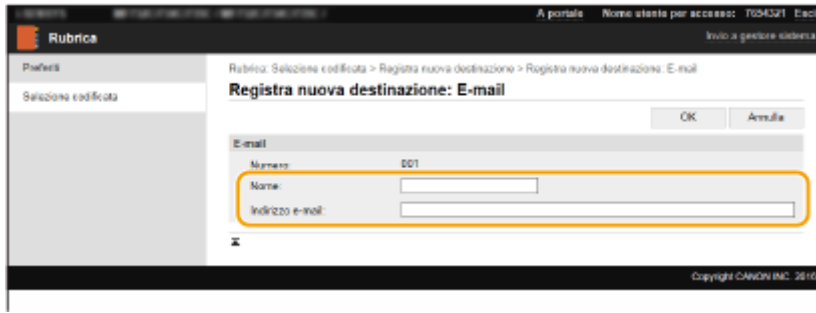 A portale Nome utente per accesso: 7654321 Esci
Rubrica
Invio a gestore sistema
Preferiti
Selezione codificata
Rubrica: Selezione codificata > Registra nuova destinazione > Registra nuova destinazione: E-mail
Registra nuova destinazione: E-mail
OK Annulla
E-mail
Numero: 001
Nome:
Indirizzo e-mail:
Copyright CANON INC. 2016